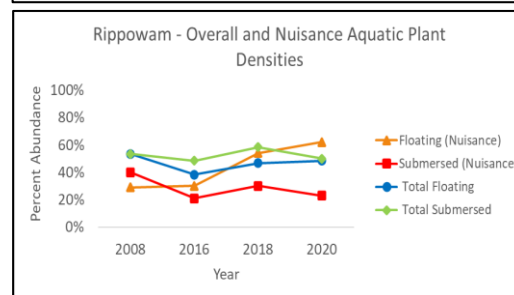 Rippowam - Overall and Nuisance Aquatic Plant
Densities
100%
80%
60%
40%
20%
0%
Percent Abundance
2008 2016 2018 2020
Year
Floating (Nuisance)
Submersed (Nuisance
Total Floating
Total Submersed